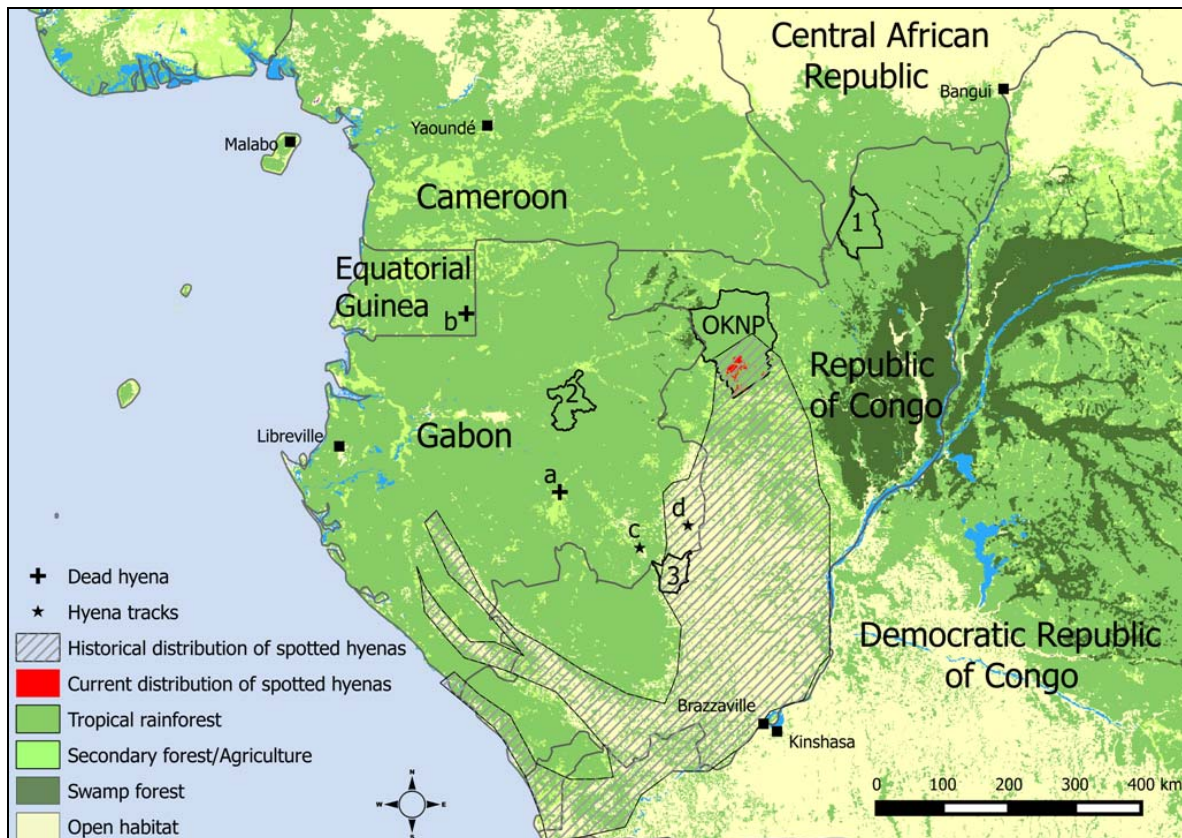 Central African
Republic
Bangui
Yaoundé
Malabo
Cameroon
1
Equatorial
Guinea
b
OKNP
Republic
of Congo
2
Libreville
Gabon
a
d
c
3
Dead hyena
Hyena tracks
Historical distribution of spotted hyenas
Current distribution of spotted hyenas
Tropical rainforest
Secondary forest/Agriculture
Swamp forest
Open habitat
Democratic Republic
of Congo
Brazzaville
Kinshasa
N
W E
0 100 200 300 400 km